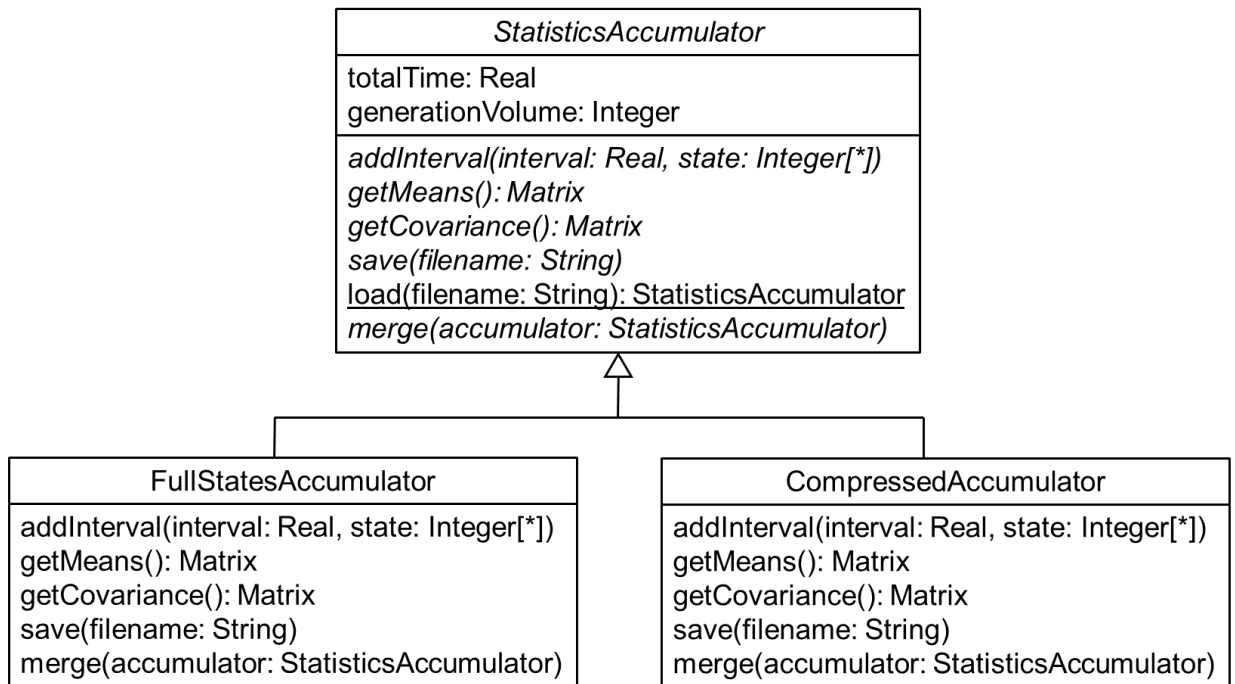 StatisticsAccumulator
totalTime: Real
generationVolume: Integer
addInterval(interval: Real, state: Integer[*])
getMeans(): Matrix
getCovariance(): Matrix
save(filename: String)
load(filename: String): StatisticsAccumulator
merge(accumulator: StatisticsAccumulator)
FullStatesAccumulator
addInterval(interval: Real, state: Integer[*])
getMeans(): Matrix
getCovariance(): Matrix
save(filename: String)
merge(accumulator: StatisticsAccumulator)
CompressedAccumulator
addInterval(interval: Real, state: Integer[*])
getMeans(): Matrix
getCovariance(): Matrix
save(filename: String)
merge(accumulator: StatisticsAccumulator)